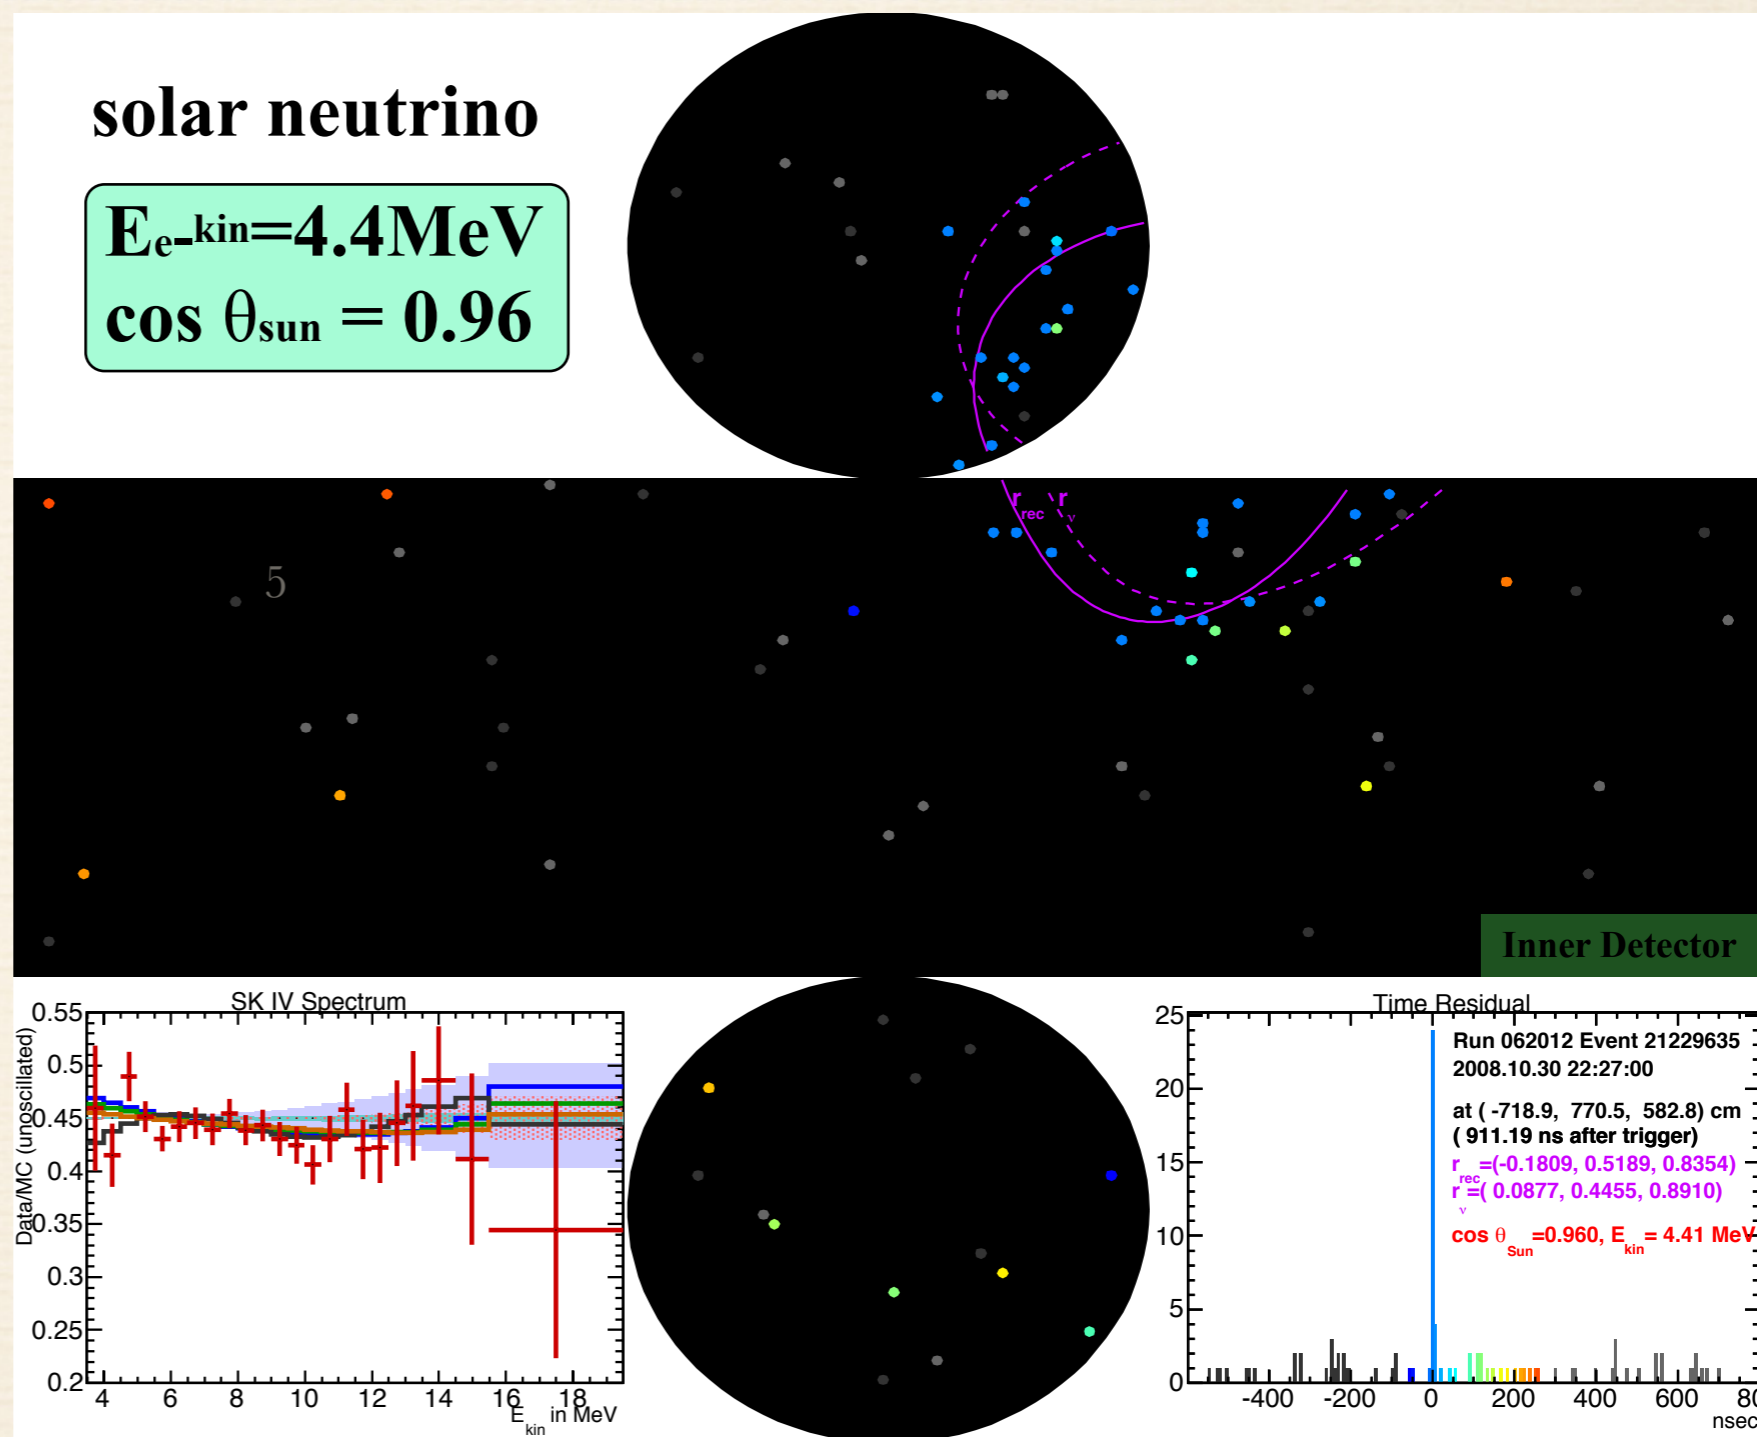 solar neutrino
Ee-kin=4.4MeV
cos θsun = 0.96
rrec rν
5
Inner Detector
SK IV Spectrum
Data/MC (unoscillated)
0.55
0.5
0.45
0.4
0.35
0.3
0.25
0.2
4 6 8 10 12 14 16 18
Ekin in MeV
Time Residual
25
20
15
10
5
0
Run 062012 Event 21229635
2008.10.30 22:27:00
at ( -718.9, 770.5, 582.8) cm
( 911.19 ns after trigger)
rrec=(-0.1809, 0.5189, 0.8354)
rν=( 0.0877, 0.4455, 0.8910)
cos θSun=0.960, Ekin= 4.41 MeV
-400 -200 0 200 400 600 80
nsec